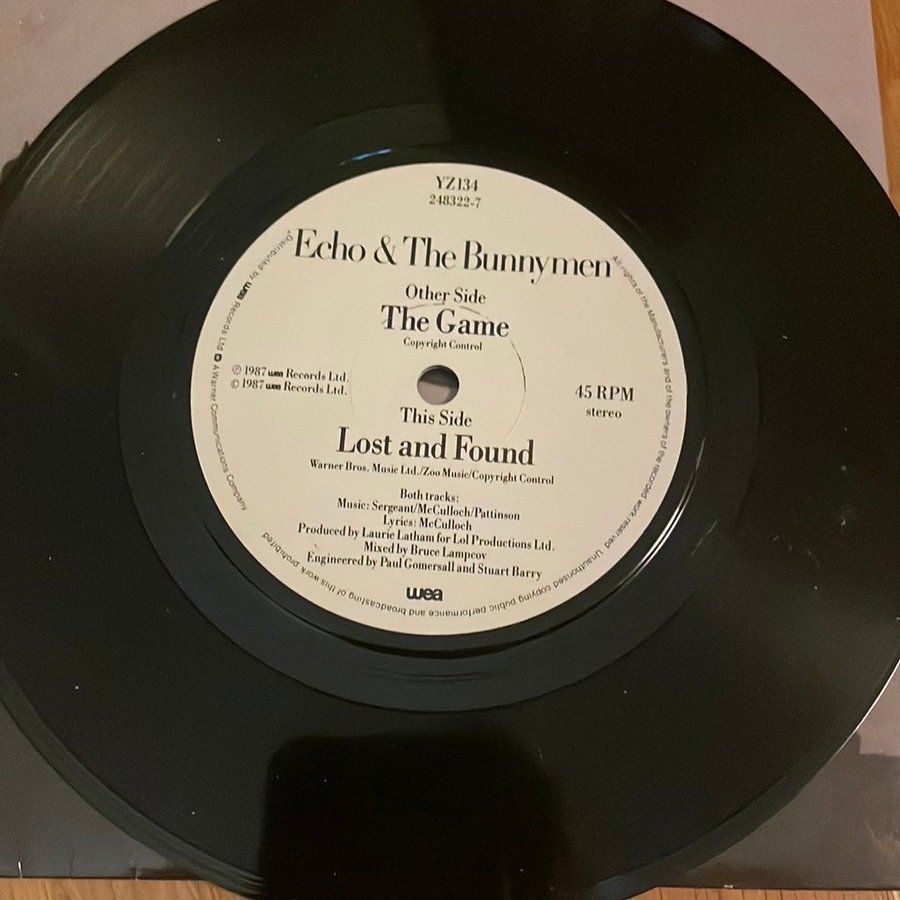 YZ134
248322-7
Echo & The Bunnymen
Other Side
The Game
Copyright Control
℗ 1987 wea Records Ltd.
© 1987 wea Records Ltd.
45 RPM
stereo
This Side
Lost and Found
Warner Bros. Music Ltd./Zoo Music/Copyright Control
Both tracks:
Music: Sergeant/McCulloch/Pattinson
Lyrics: McCulloch
Produced by Laurie Latham for Lol Productions Ltd.
Mixed by Bruce Lampcov
Engineered by Paul Gomersall and Stuart Barry
wea
Distributed by wea Records Ltd A Warner Communications Company
All rights of the Manufacturers and of the owners of the recorded work reserved. Unauthorised copying public performance and broadcasting of this work prohibited